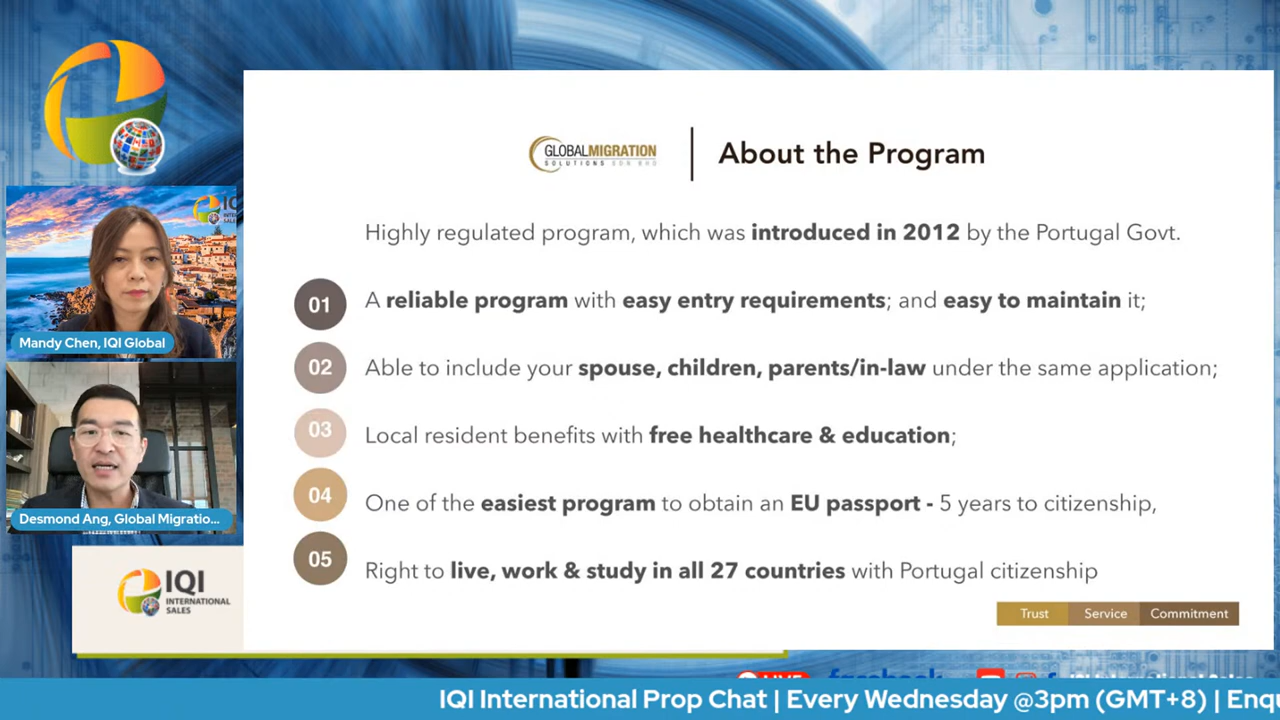 GLOBALMIGRATION
SOLUTIONS SDN BHD
About the Program
Highly regulated program, which was introduced in 2012 by the Portugal Govt.
01
A reliable program with easy entry requirements; and easy to maintain it;
02
Able to include your spouse, children, parents/in-law under the same application;
03
Local resident benefits with free healthcare & education;
04
One of the easiest program to obtain an EU passport - 5 years to citizenship,
05
Right to live, work & study in all 27 countries with Portugal citizenship
Trust
Service
Commitment
Mandy Chen, IQI Global
Desmond Ang, Global Migratio...
IQI
INTERNATIONAL
SALES
IQI International Prop Chat | Every Wednesday @3pm (GMT+8) | Enqu